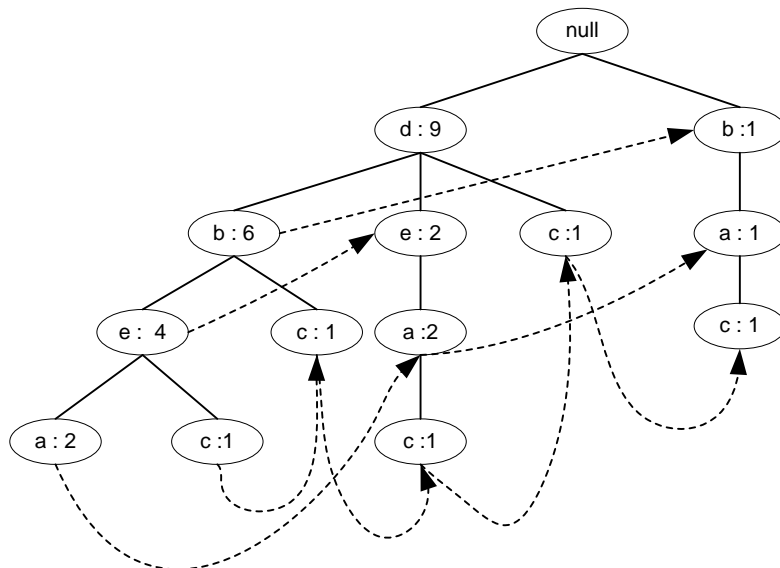 null
d : 9
b :1
b : 6
e : 2
c :1
a : 1
e :  4
c : 1
a :2
c : 1
a : 2
c :1
c :1